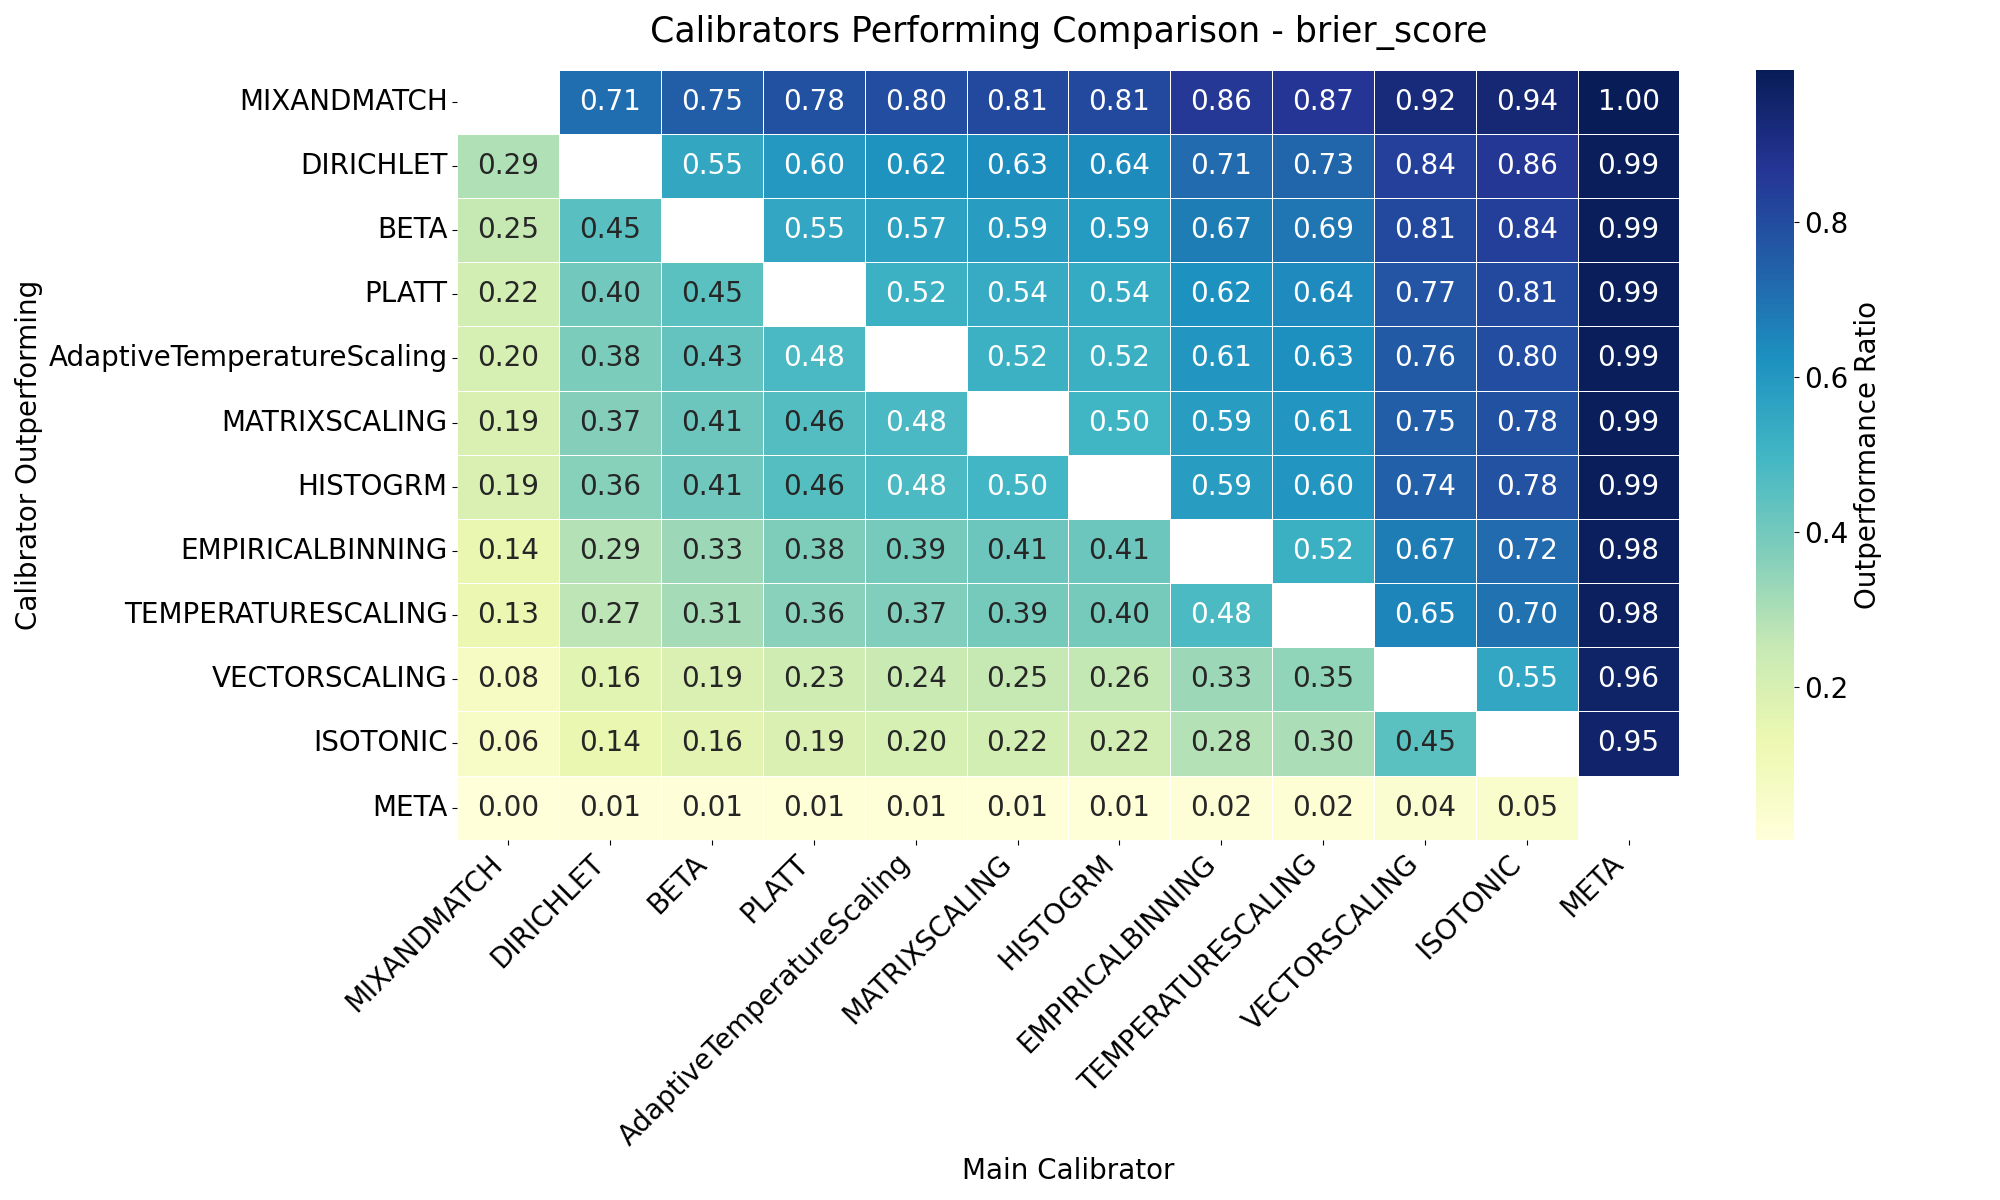 Calibrators Performing Comparison - brier_score
Calibrator Outperforming
MIXANDMATCH 0.71 0.75 0.78 0.80 0.81 0.81 0.86 0.87 0.92 0.94 1.00
DIRICHLET 0.29 0.55 0.60 0.62 0.63 0.64 0.71 0.73 0.84 0.86 0.99
BETA 0.25 0.45 0.55 0.57 0.59 0.59 0.67 0.69 0.81 0.84 0.99
PLATT 0.22 0.40 0.45 0.52 0.54 0.54 0.62 0.64 0.77 0.81 0.99
AdaptiveTemperatureScaling 0.20 0.38 0.43 0.48 0.52 0.52 0.61 0.63 0.76 0.80 0.99
MATRIXSCALING 0.19 0.37 0.41 0.46 0.48 0.50 0.59 0.61 0.75 0.78 0.99
HISTOGRM 0.19 0.36 0.41 0.46 0.48 0.50 0.59 0.60 0.74 0.78 0.99
EMPIRICALBINNING 0.14 0.29 0.33 0.38 0.39 0.41 0.41 0.52 0.67 0.72 0.98
TEMPERATURESCALING 0.13 0.27 0.31 0.36 0.37 0.39 0.40 0.48 0.65 0.70 0.98
VECTORSCALING 0.08 0.16 0.19 0.23 0.24 0.25 0.26 0.33 0.35 0.55 0.96
ISOTONIC 0.06 0.14 0.16 0.19 0.20 0.22 0.22 0.28 0.30 0.45 0.95
META 0.00 0.01 0.01 0.01 0.01 0.01 0.01 0.02 0.02 0.04 0.05
MIXANDMATCH
DIRICHLET
BETA
PLATT
AdaptiveTemperatureScaling
MATRIXSCALING
HISTOGRM
EMPIRICALBINNING
TEMPERATURESCALING
VECTORSCALING
ISOTONIC
META
Main Calibrator
0.8
0.6
0.4
0.2
Outperformance Ratio